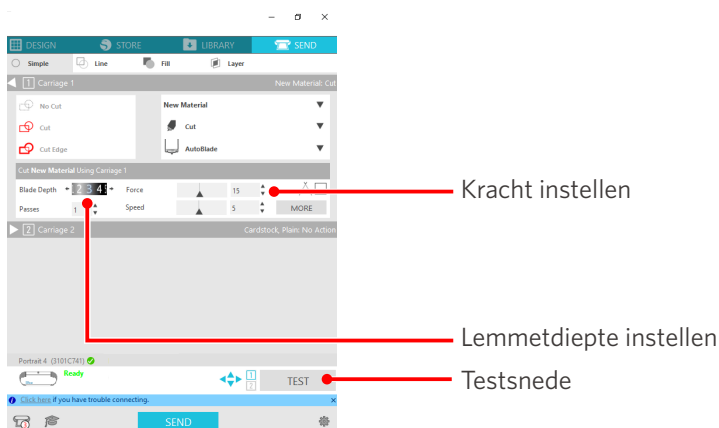 DESIGN STORE LIBRARY SEND
Simple Line Fill Layer
1 Carriage 1 New Material: Cut
No Cut New Material
Cut Cut
Cut Edge AutoBlade
Cut New Material Using Carriage 1
Blade Depth 2 3 4 Force 15
Kracht instellen
Passes 1 Speed 5 MORE
2 Carriage 2 Cardstock, Plain: No Action
Lemmetdiepte instellen
Portrait 4 (3101C741)
Ready 1 2 TEST
Testsnede
Click here if you have trouble connecting.
SEND